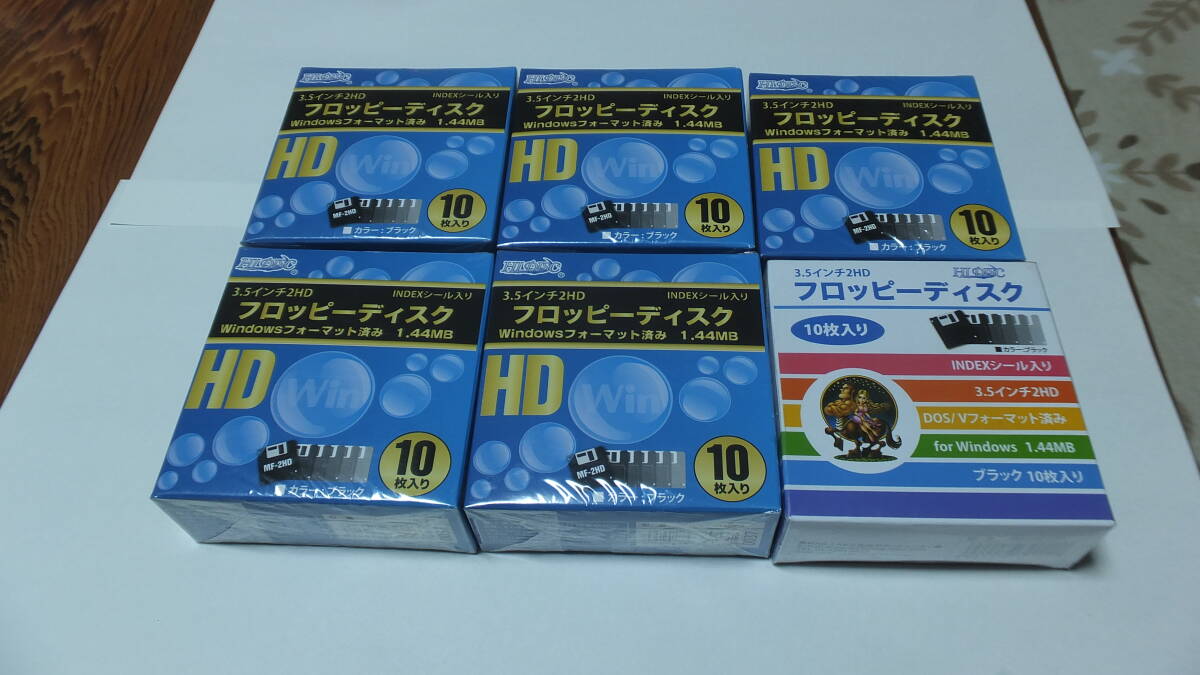 HIDISC
3.5インチ2HD INDEXシール入り
フロッピーディスク
Windowsフォーマット済み 1.44MB
HD
Win
MF-2HD
カラー：ブラック
10
枚入り
HIDISC
3.5インチ2HD INDEXシール入り
フロッピーディスク
Windowsフォーマット済み 1.44MB
HD
Win
MF-2HD
カラー：ブラック
10
枚入り
HIDISC
3.5インチ2HD INDEXシール入り
フロッピーディスク
Windowsフォーマット済み 1.44MB
HD
Win
MF-2HD
カラー：ブラック
10
枚入り
HIDISC
3.5インチ2HD INDEXシール入り
フロッピーディスク
Windowsフォーマット済み 1.44MB
HD
Win
MF-2HD
カラー：ブラック
10
枚入り
HIDISC
3.5インチ2HD INDEXシール入り
フロッピーディスク
Windowsフォーマット済み 1.44MB
HD
Win
MF-2HD
カラー：ブラック
10
枚入り
3.5インチ2HD HIDISC
フロッピーディスク
10枚入り
カラー:ブラック
INDEXシール入り
3.5インチ2HD
DOS/Vフォーマット済み
for Windows 1.44MB
ブラック 10枚入り